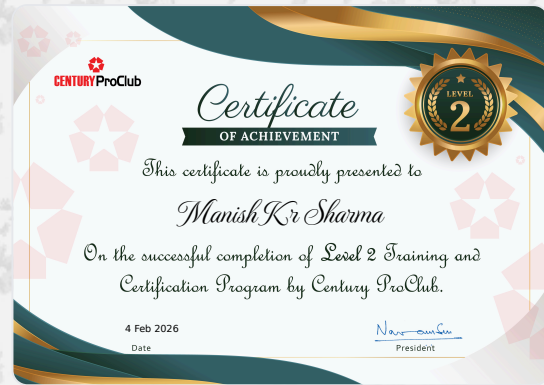 CENTURY ProClub
LEVEL
2
Certificate
OF ACHIEVEMENT
This certificate is proudly presented to
Manish Kr Sharma
On the successful completion of Level 2 Training and
Certification Program by Century ProClub.
4 Feb 2026
Date
President